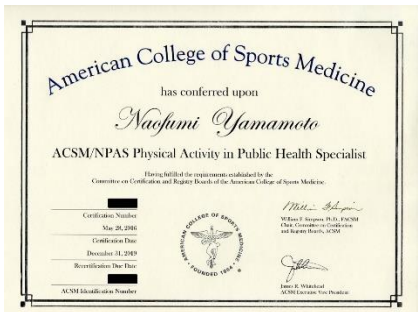 American College of Sports Medicine
has conferred upon
Naofumi Yamamoto
ACSM/NPAS Physical Activity in Public Health Specialist
Having fulfilled the requirements established by the
Committee on Certification and Registry Boards of the American College of Sports Medicine.
Certification Number
May 28, 2016
Certification Date
December 31, 2019
Recertification Due Date
ACSM Identification Number
AMERICAN COLLEGE OF SPORTS MEDICINE
FOUNDED 1954
William F. Simpson, Ph.D., FACSM
Chair, Committee on Certification
and Registry Boards, ACSM
James R. Whitehead
ACSM Executive Vice President